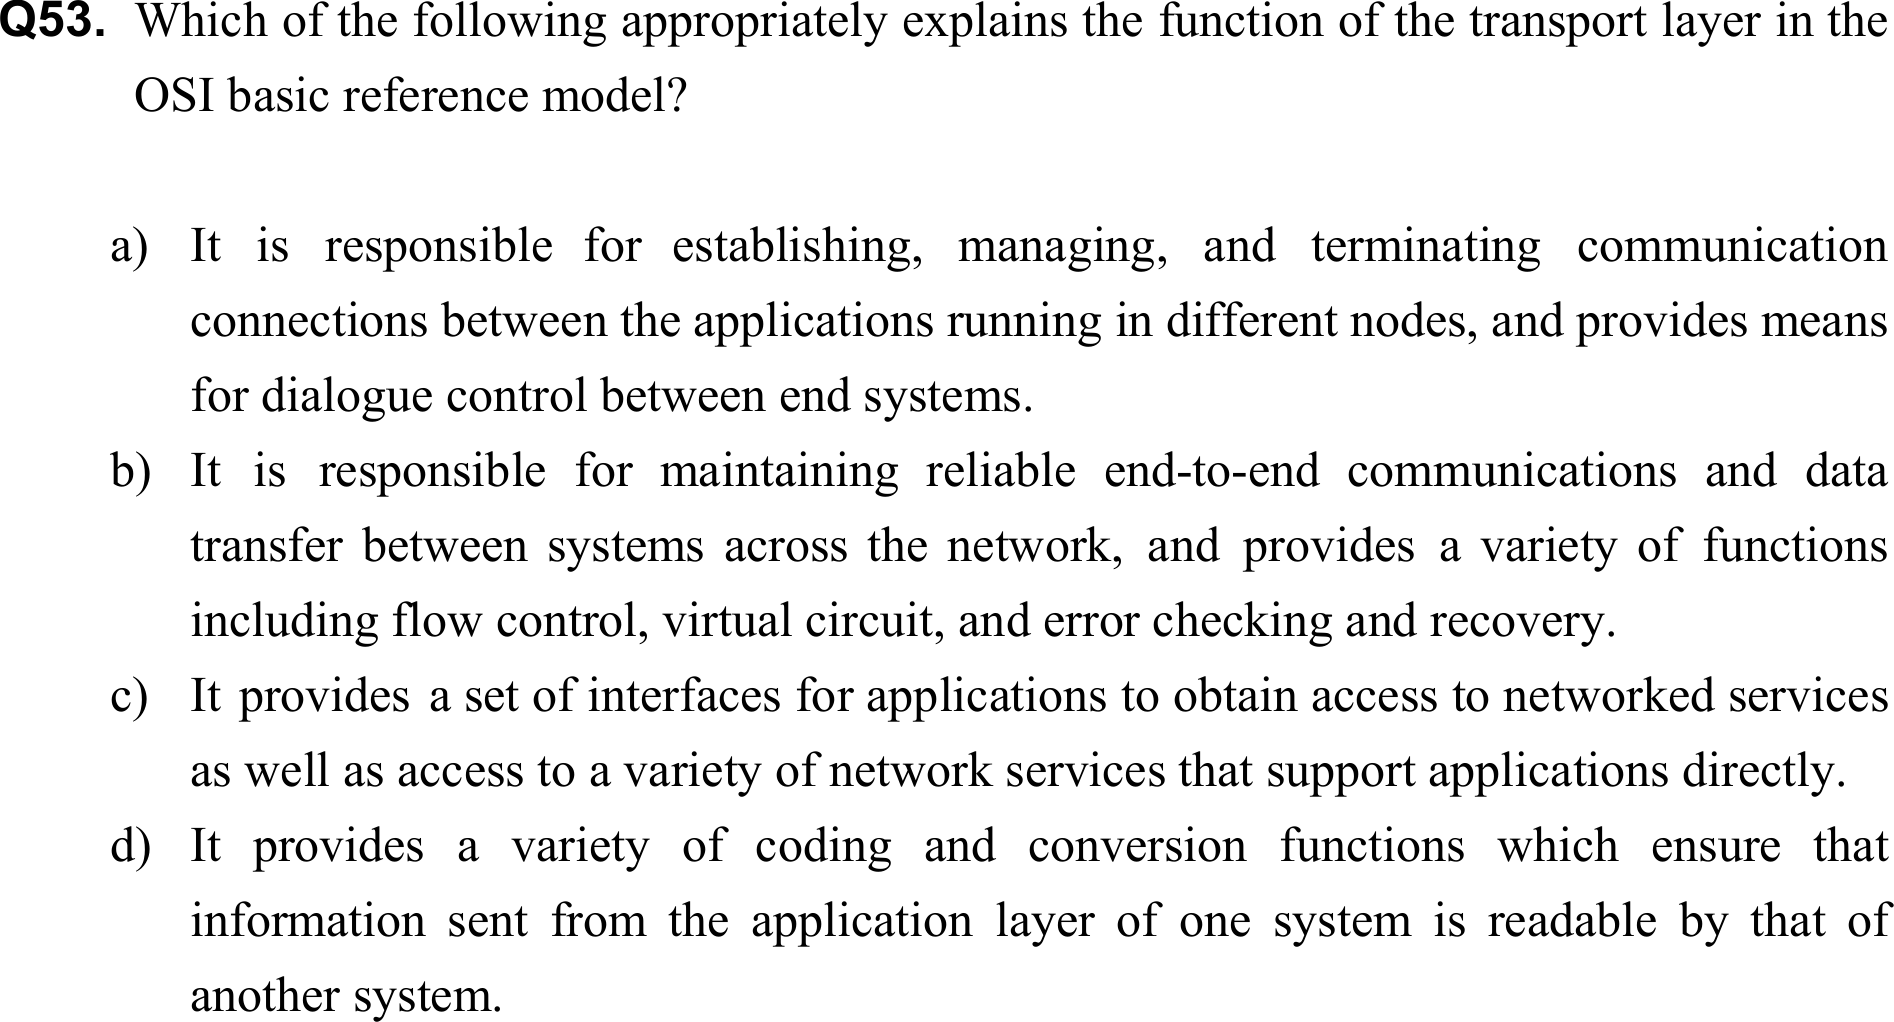 Q53. Which of the following appropriately explains the function of the transport layer in the
OSI basic reference model?
a) It is responsible for establishing, managing, and terminating communication
connections between the applications running in different nodes, and provides means
for dialogue control between end systems.
b) It is responsible for maintaining reliable end-to-end communications and data
transfer between systems across the network, and provides a variety of functions
including flow control, virtual circuit, and error checking and recovery.
c) It provides a set of interfaces for applications to obtain access to networked services
as well as access to a variety of network services that support applications directly.
d) It provides a variety of coding and conversion functions which ensure that
information sent from the application layer of one system is readable by that of
another system.